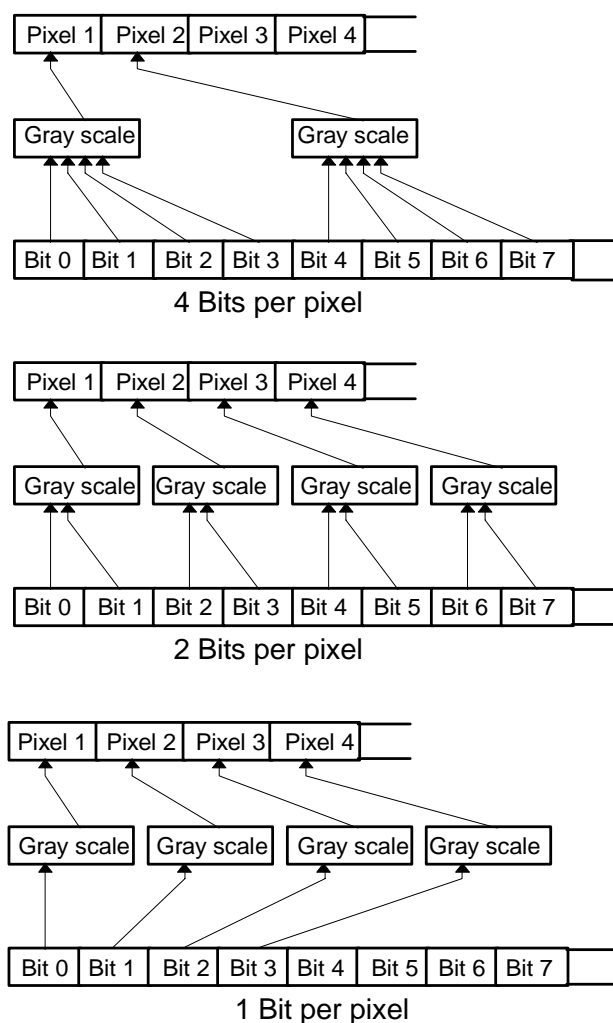 Pixel 1 Pixel 2 Pixel 3 Pixel 4
Gray scale Gray scale
Bit 0 Bit 1 Bit 2 Bit 3 Bit 4 Bit 5 Bit 6 Bit 7
4 Bits per pixel
Pixel 1 Pixel 2 Pixel 3 Pixel 4
Gray scale Gray scale Gray scale Gray scale
Bit 0 Bit 1 Bit 2 Bit 3 Bit 4 Bit 5 Bit 6 Bit 7
2 Bits per pixel
Pixel 1 Pixel 2 Pixel 3 Pixel 4
Gray scale Gray scale Gray scale Gray scale
Bit 0 Bit 1 Bit 2 Bit 3 Bit 4 Bit 5 Bit 6 Bit 7
1 Bit per pixel